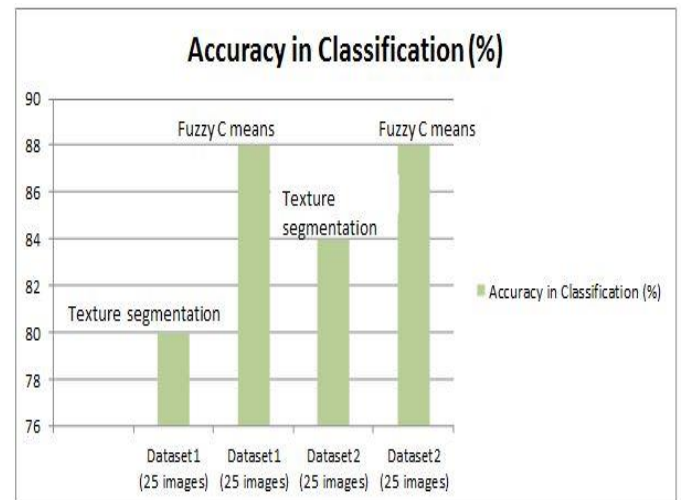 Accuracy in Classification (%)
90
Fuzzy C means Fuzzy C means
88
86
Texture
segmentation
84
82
Accuracy in Classification (%)
Texture segmentation
80
78
76
Dataset1 Dataset1 Dataset2 Dataset2
(25 images) (25 images) (25 images) (25 images)